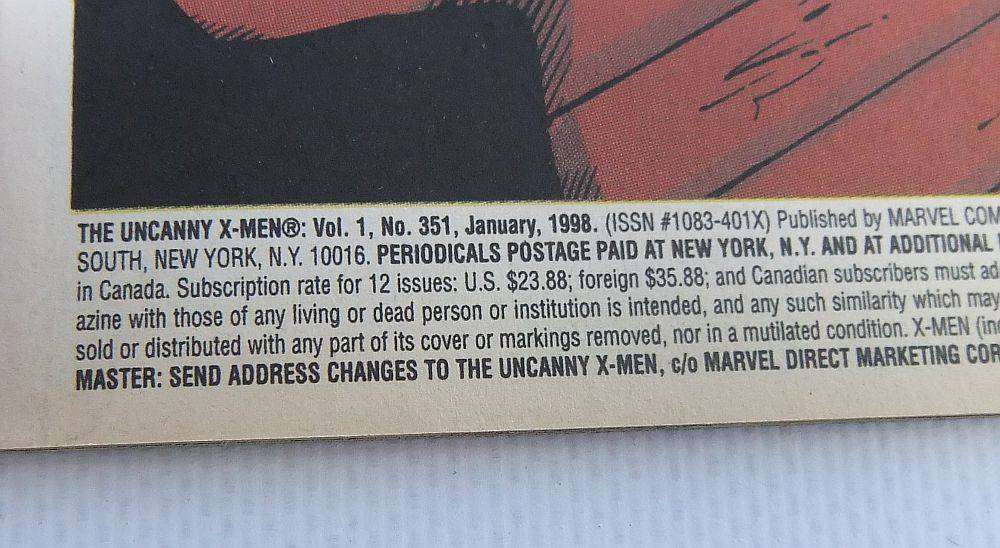 THE UNCANNY X-MEN®: Vol. 1, No. 351, January, 1998. (ISSN #1083-401X) Published by MARVEL COM
SOUTH, NEW YORK, N.Y. 10016. PERIODICALS POSTAGE PAID AT NEW YORK, N.Y. AND AT ADDITIONAL
in Canada. Subscription rate for 12 issues: U.S. $23.88; foreign $35.88; and Canadian subscribers must ad
azine with those of any living or dead person or institution is intended, and any such similarity which may
sold or distributed with any part of its cover or markings removed, nor in a mutilated condition. X-MEN (in
MASTER: SEND ADDRESS CHANGES TO THE UNCANNY X-MEN, c/o MARVEL DIRECT MARKETING COR